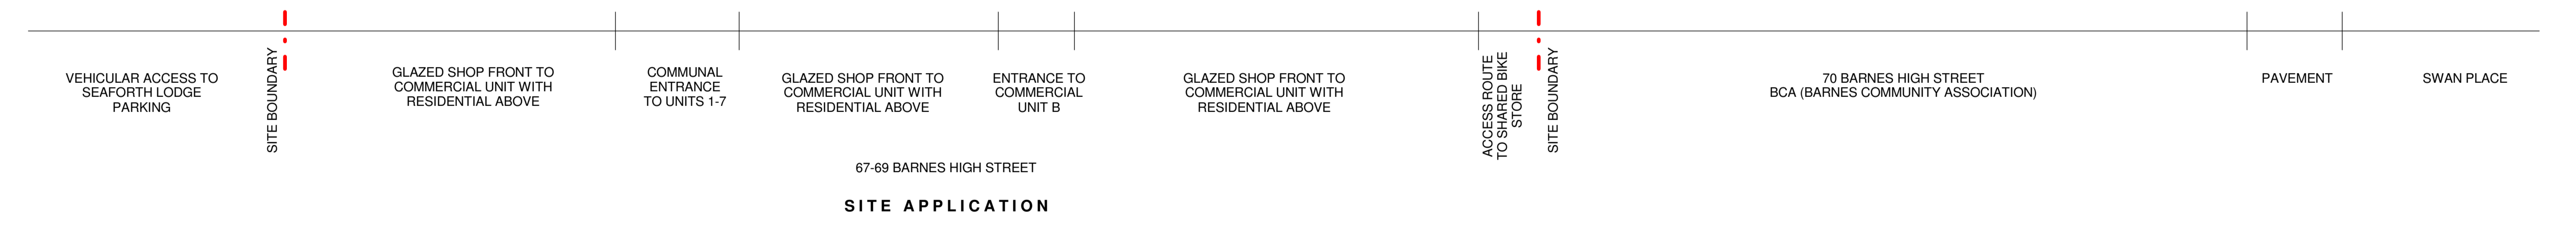 VEHICULAR ACCESS TO
SEAFORTH LODGE
PARKING
SITE BOUNDARY
GLAZED SHOP FRONT TO
COMMERCIAL UNIT WITH
RESIDENTIAL ABOVE
COMMUNAL
ENTRANCE
TO UNITS 1-7
GLAZED SHOP FRONT TO
COMMERCIAL UNIT WITH
RESIDENTIAL ABOVE
ENTRANCE TO
COMMERCIAL
UNIT B
GLAZED SHOP FRONT TO
COMMERCIAL UNIT WITH
RESIDENTIAL ABOVE
ACCESS ROUTE
TO SHARED BIKE
STORE
SITE BOUNDARY
70 BARNES HIGH STREET
BCA (BARNES COMMUNITY ASSOCIATION)
PAVEMENT
SWAN PLACE
67-69 BARNES HIGH STREET
SITE APPLICATION